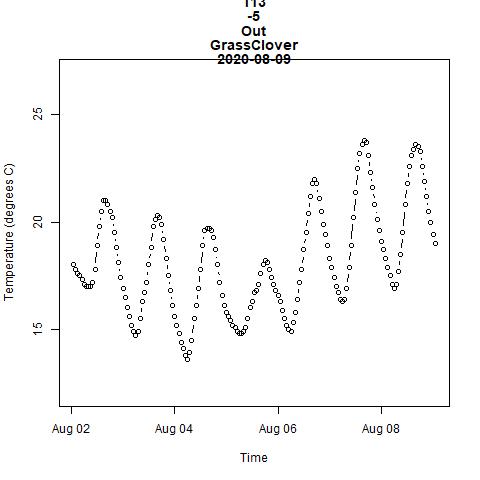 113
-5
Out
GrassClover
2020-08-09
Temperature (degrees C)
25
20
15
Aug 02
Aug 04
Aug 06
Aug 08
Time